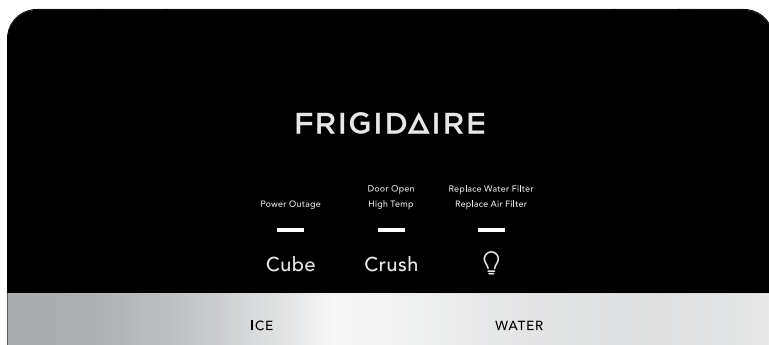 FRIGIDAIRE
Door Open Replace Water Filter
Power Outage High Temp Replace Air Filter
Cube Crush
ICE WATER